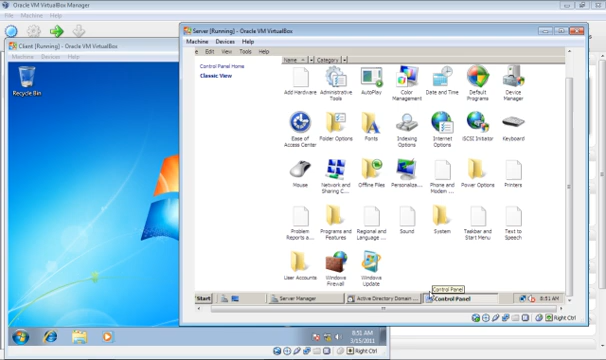 Oracle VM VirtualBox Manager
File Machine Help
Server [Running] - Oracle VM VirtualBox
Machine Devices Help
Client [Running] - Oracle VM VirtualBox
Machine Devices Help
Recycle Bin
e Edit View Tools Help
Control Panel Home
Classic View
Name Category
Add Hardware Administrative Tools AutoPlay Color Management Date and Time Default Programs Device Manager
Ease of Access Center Folder Options Fonts Indexing Options Internet Options iSCSI Initiator Keyboard
Mouse Network and Sharing C... Offline Files Personaliza... Phone and Modem ... Power Options Printers
Problem Reports a... Programs and Features Regional and Language ... Sound System Taskbar and Start Menu Text to Speech
User Accounts Windows Firewall Windows Update
Control Panel
Start Server Manager Active Directory Domain ... Control Panel 8:51 AM
Right Ctrl
8:51 AM
3/15/2011
Right Ctrl